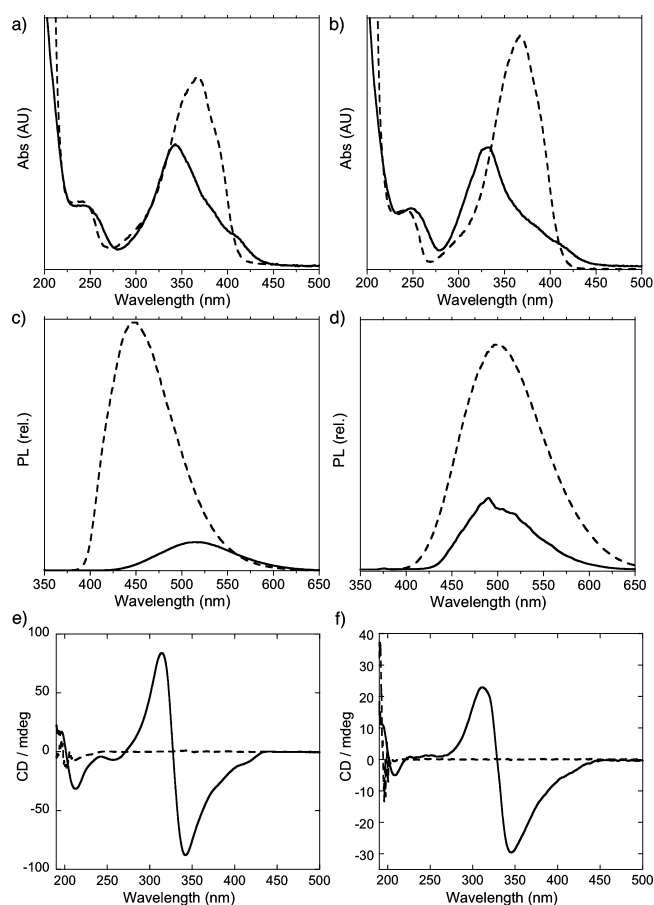 a) b)
Abs (AU) Abs (AU)
200 250 300 350 400 450 500 200 250 300 350 400 450 500
Wavelength (nm) Wavelength (nm)
c) d)
PL (rel.) PL (rel.)
350 400 450 500 550 600 650 350 400 450 500 550 600 650
Wavelength (nm) Wavelength (nm)
e) f)
100 40
30
50 20
10
0 0
CD / mdeg CD / mdeg
-10
-50 -20
-30
-100
200 250 300 350 400 450 500 200 250 300 350 400 450 500
Wavelength (nm) Wavelength (nm)